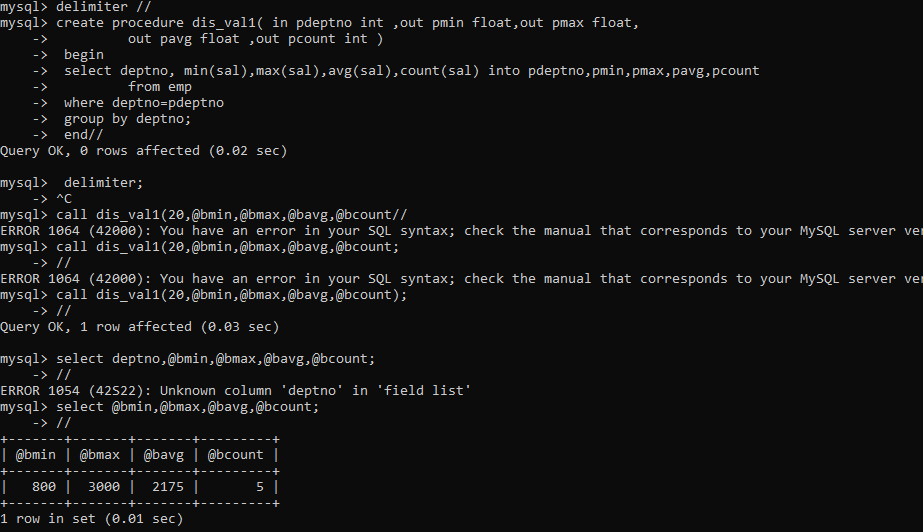 mysql> delimiter //
mysql> create procedure dis_val1( in pdeptno int ,out pmin float,out pmax float,
    ->          out pavg float ,out pcount int )
    ->  begin
    ->  select deptno, min(sal),max(sal),avg(sal),count(sal) into pdeptno,pmin,pmax,pavg,pcount
    ->          from emp
    ->  where deptno=pdeptno
    ->  group by deptno;
    ->  end//
Query OK, 0 rows affected (0.02 sec)

mysql>  delimiter;
    -> ^C
mysql> call dis_val1(20,@bmin,@bmax,@bavg,@bcount//
ERROR 1064 (42000): You have an error in your SQL syntax; check the manual that corresponds to your MySQL server ver
mysql> call dis_val1(20,@bmin,@bmax,@bavg,@bcount;
    -> //
ERROR 1064 (42000): You have an error in your SQL syntax; check the manual that corresponds to your MySQL server ver
mysql> call dis_val1(20,@bmin,@bmax,@bavg,@bcount);
    -> //
Query OK, 1 row affected (0.03 sec)

mysql> select deptno,@bmin,@bmax,@bavg,@bcount;
    -> //
ERROR 1054 (42S22): Unknown column 'deptno' in 'field list'
mysql> select @bmin,@bmax,@bavg,@bcount;
    -> //
+-------+-------+-------+---------+
| @bmin | @bmax | @bavg | @bcount |
+-------+-------+-------+---------+
|   800 |  3000 |  2175 |       5 |
+-------+-------+-------+---------+
1 row in set (0.01 sec)